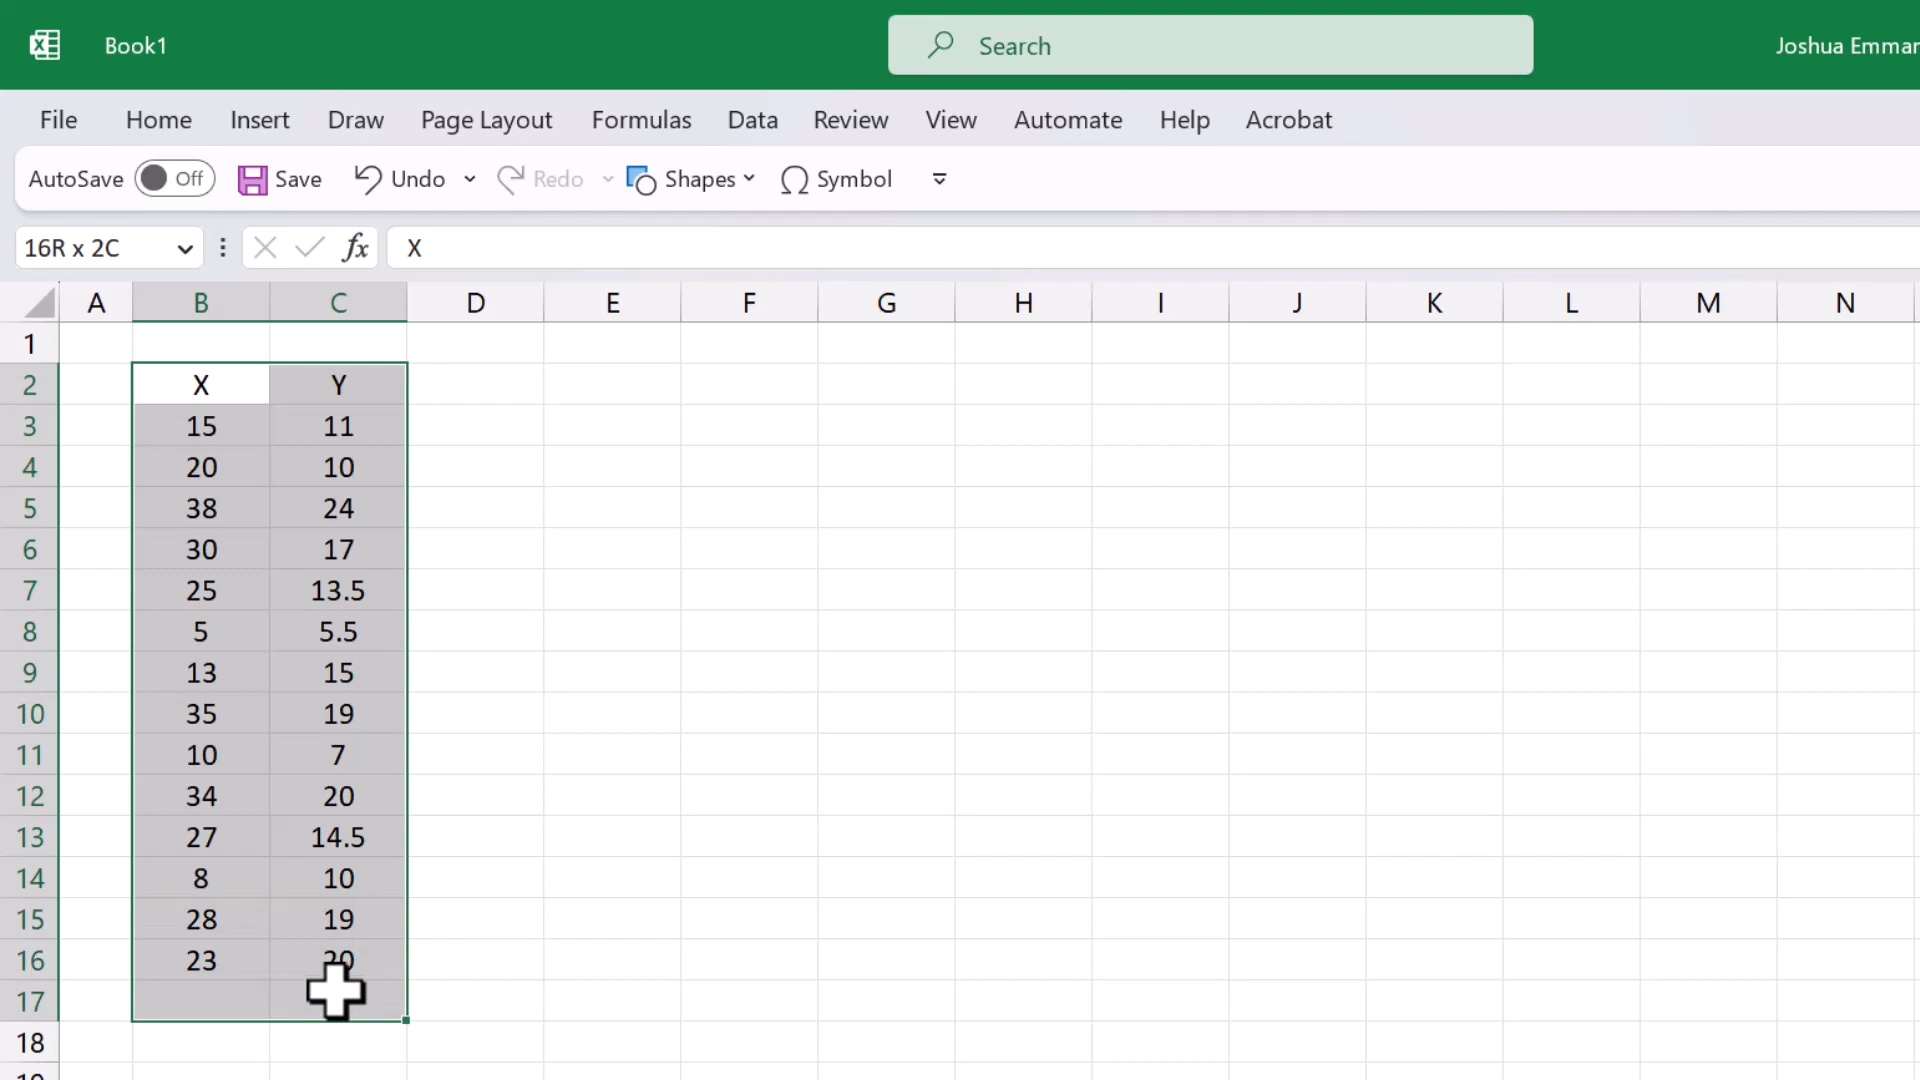 Book1 Search Joshua Emmar
File Home Insert Draw Page Layout Formulas Data Review View Automate Help Acrobat
AutoSave Off Save Undo Redo Shapes Symbol
16R x 2C fx X
A B C D E F G H I J K L M N
1
2 X Y
3 15 11
4 20 10
5 38 24
6 30 17
7 25 13.5
8 5 5.5
9 13 15
10 35 19
11 10 7
12 34 20
13 27 14.5
14 8 10
15 28 19
16 23 20
17
18